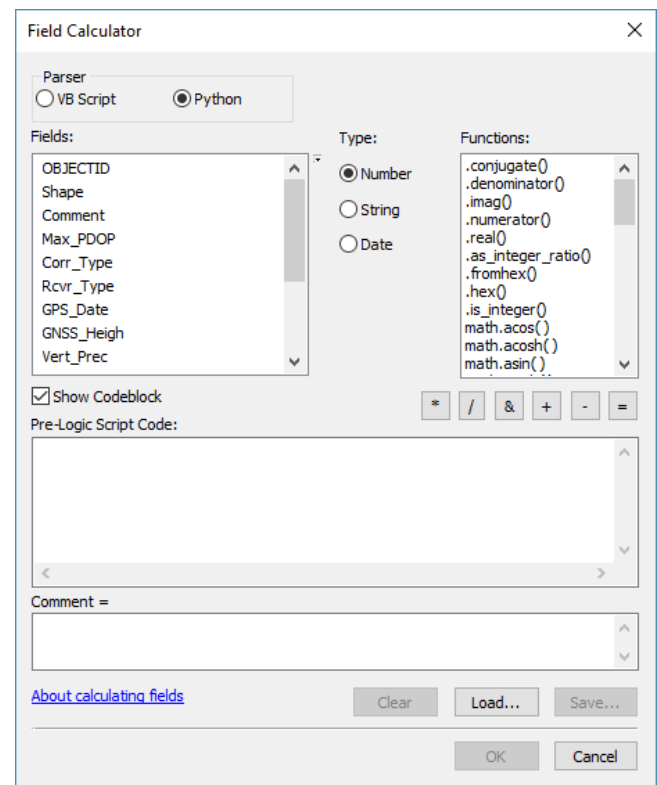 Field Calculator
Parser
VB Script Python
Fields: Type: Functions:
OBJECTID
Shape
Comment
Max_PDOP
Corr_Type
Rcvr_Type
GPS_Date
GNSS_Heigh
Vert_Prec
Number
String
Date
.conjugate()
.denominator()
.imag()
.numerator()
.real()
.as_integer_ratio()
.fromhex()
.hex()
.is_integer()
math.acos( )
math.acosh( )
math.asin( )
Show Codeblock
* / & + - =
Pre-Logic Script Code:
Comment =
About calculating fields
Clear Load... Save...
OK Cancel